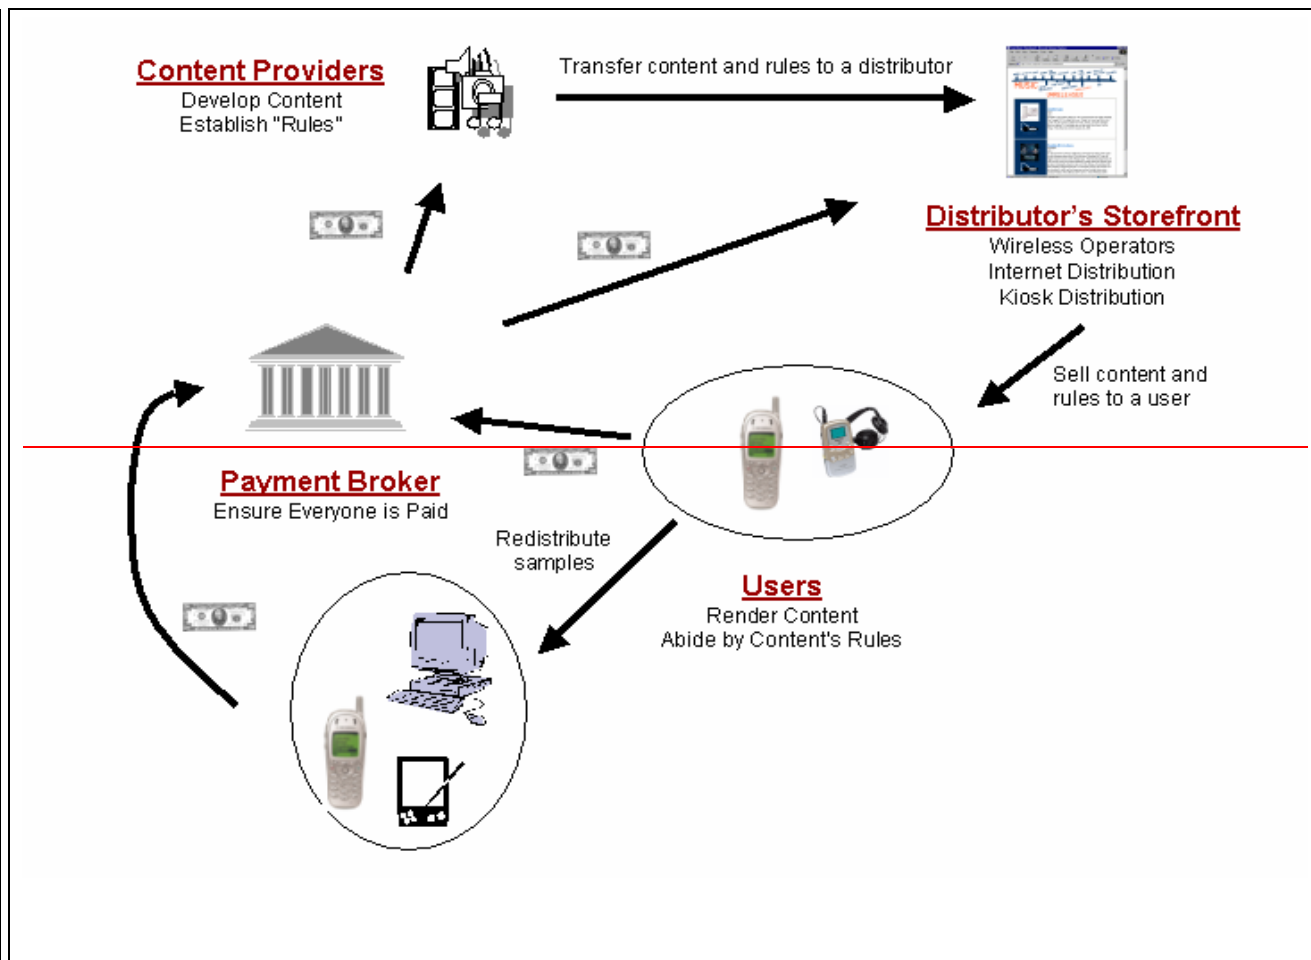 Content Providers
Develop Content
Establish "Rules"
Transfer content and rules to a distributor
MUSIC
Distributor's Storefront
Wireless Operators
Internet Distribution
Kiosk Distribution
Sell content and
rules to a user
Payment Broker
Ensure Everyone is Paid
Redistribute
samples
Users
Render Content
Abide by Content's Rules